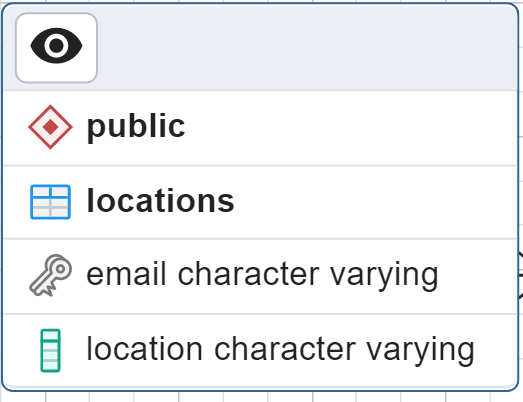 public
locations
email character varying
location character varying